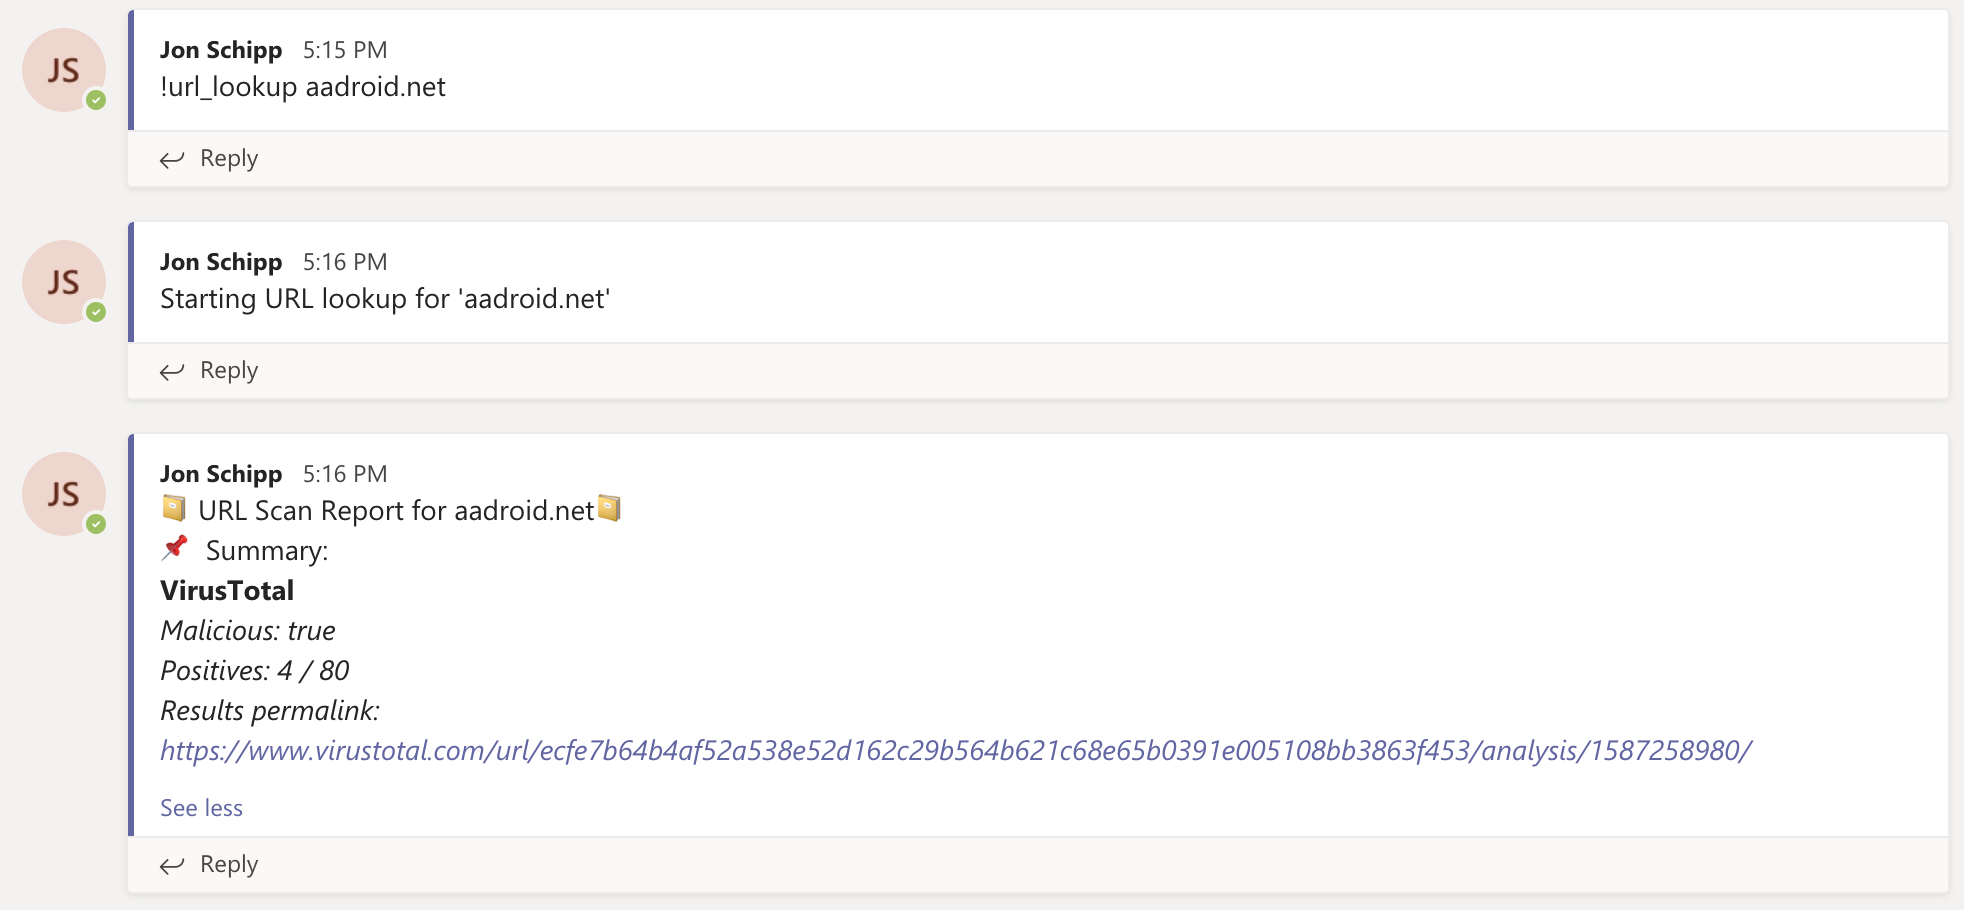 JS
Jon Schipp 5:15 PM
!url_lookup aadroid.net
Reply
JS
Jon Schipp 5:16 PM
Starting URL lookup for 'aadroid.net'
Reply
JS
Jon Schipp 5:16 PM
URL Scan Report for aadroid.net
Summary:
VirusTotal
Malicious: true
Positives: 4 / 80
Results permalink:
https://www.virustotal.com/url/ecfe7b64b4af52a538e52d162c29b564b621c68e65b0391e005108bb3863f453/analysis/1587258980/
See less
Reply